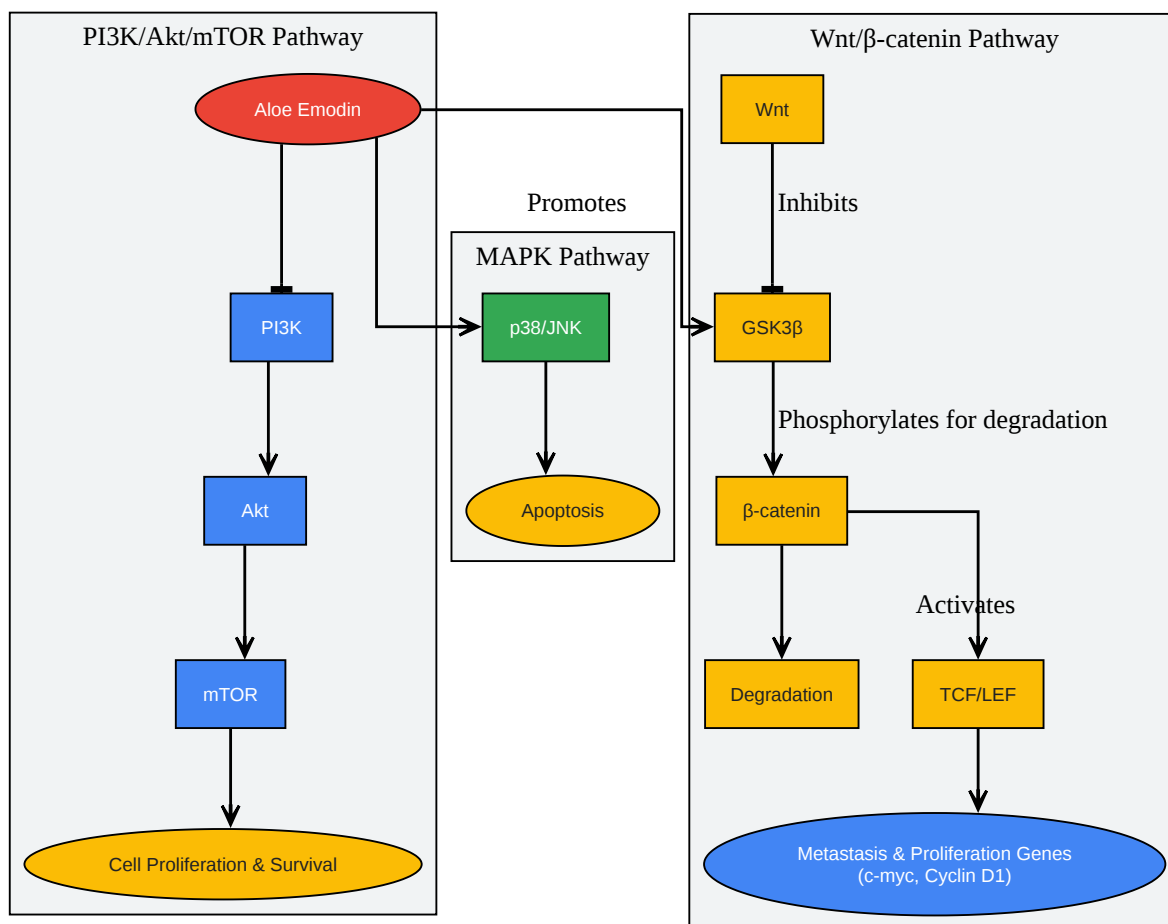 PI3K/Akt/mTOR Pathway
Aloe Emodin
PI3K
Akt
mTOR
Cell Proliferation & Survival
Promotes
MAPK Pathway
p38/JNK
Apoptosis
Wnt/β-catenin Pathway
Wnt
Inhibits
GSK3β
Phosphorylates for degradation
β-catenin
Activates
Degradation
TCF/LEF
Metastasis & Proliferation Genes
(c-myc, Cyclin D1)